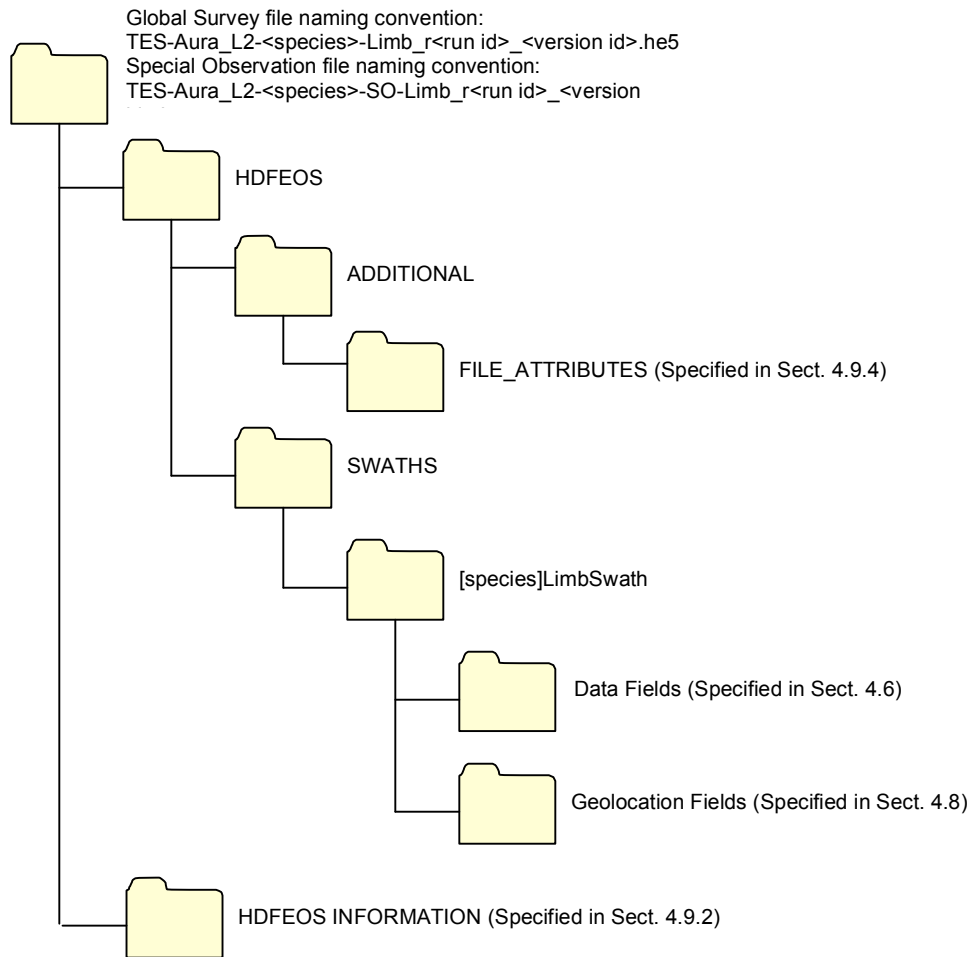 Global Survey file naming convention:
TES-Aura_L2-<species>-Limb_r<run id>_<version id>.he5
Special Observation file naming convention:
TES-Aura_L2-<species>-SO-Limb_r<run id>_<version
HDFEOS
ADDITIONAL
FILE_ATTRIBUTES (Specified in Sect. 4.9.4)
SWATHS
[species]LimbSwath
Data Fields (Specified in Sect. 4.6)
Geolocation Fields (Specified in Sect. 4.8)
HDFEOS INFORMATION (Specified in Sect. 4.9.2)